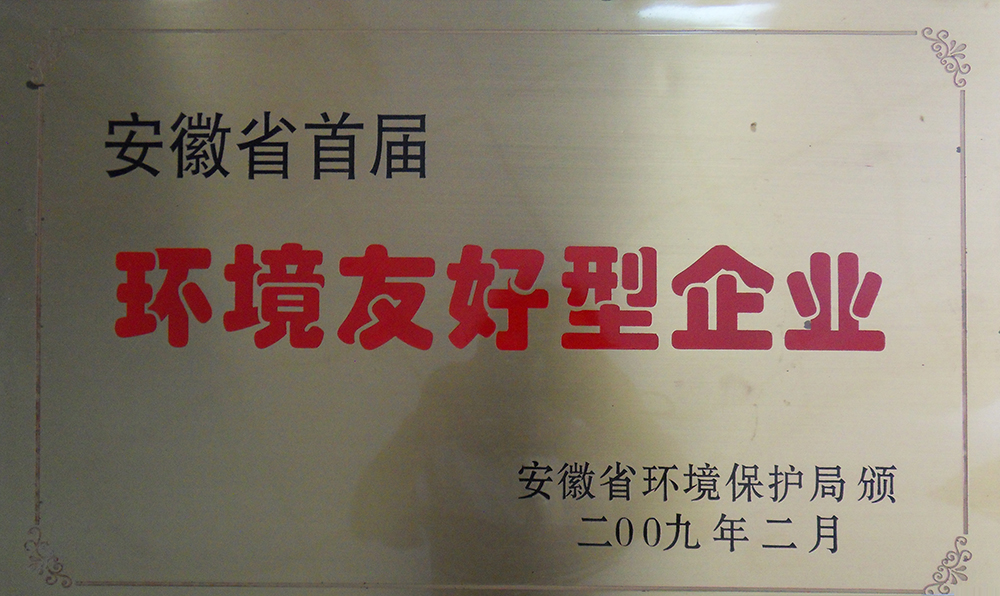 安徽省首届
环境友好型企业
安徽省环境保护局 颁
二00九年二月